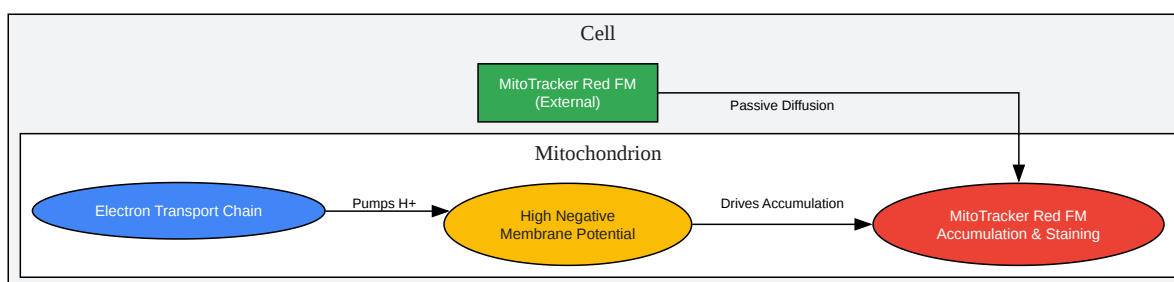 Cell
MitoTracker Red FM
(External)
Passive Diffusion
Mitochondrion
Electron Transport Chain
Pumps H+
High Negative
Membrane Potential
Drives Accumulation
MitoTracker Red FM
Accumulation & Staining